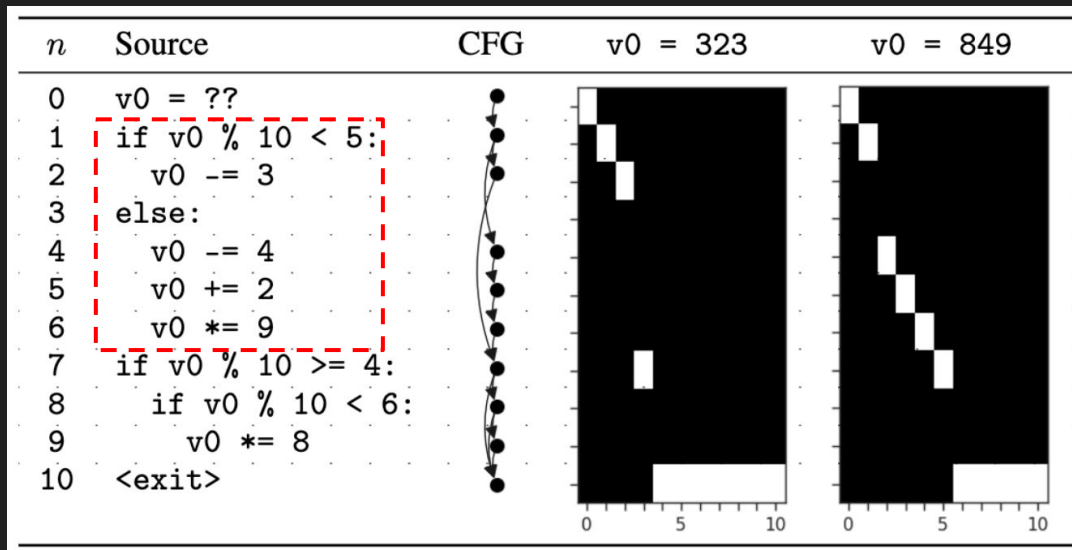 n Source CFG v0 = 323 v0 = 849
0 v0 = ??
1 if v0 % 10 < 5:
2 v0 -= 3
3 else:
4 v0 -= 4
5 v0 += 2
6 v0 *= 9
7 if v0 % 10 >= 4:
8 if v0 % 10 < 6:
9 v0 *= 8
10 <exit>
0 5 10 0 5 10